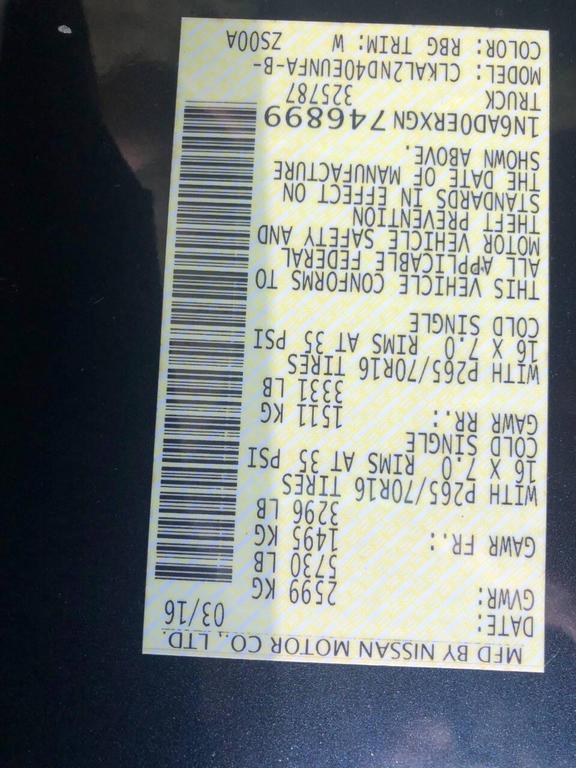 MFD BY NISSAN MOTOR CO., LTD.
DATE: 03/16
GVWR: 2599 KG
5730 LB
GAWR FR.: 1495 KG
3296 LB
WITH P265/70R16 TIRES
16 X 7.0 RIMS AT 35 PSI
COLD SINGLE
GAWR RR.: 1511 KG
3331 LB
WITH P265/70R16 TIRES
16 X 7.0 RIMS AT 35 PSI
COLD SINGLE
THIS VEHICLE CONFORMS TO
ALL APPLICABLE FEDERAL
MOTOR VEHICLE SAFETY AND
THEFT PREVENTION
STANDARDS IN EFFECT ON
THE DATE OF MANUFACTURE
SHOWN ABOVE.
1N6AD0ERXGN746899
TRUCK 325787
MODEL: CLKAL2ND40EUNFA-B-
COLOR: RBG TRIM: W ZS00A